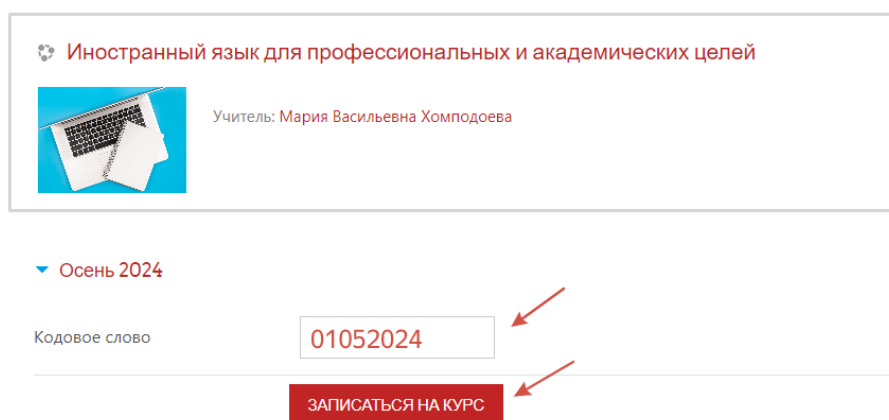 Иностранный язык для профессиональных и академических целей
Учитель: Мария Васильевна Хомподоева
Осень 2024
Кодовое слово 01052024
ЗАПИСАТЬСЯ НА КУРС